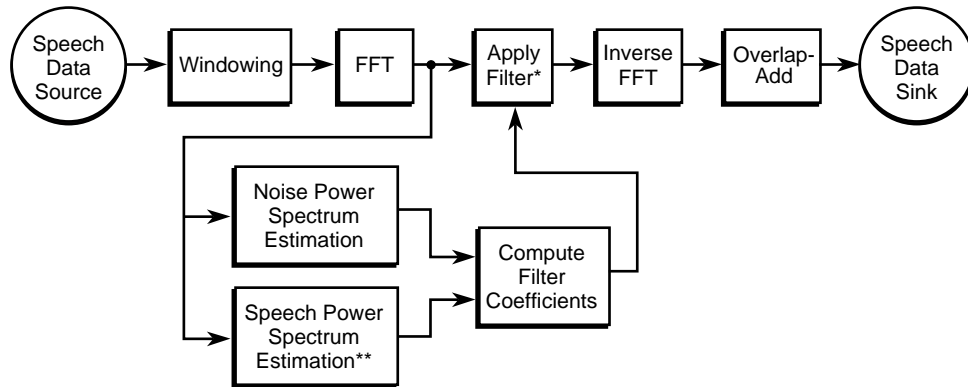 Speech
Data
Source
Windowing
FFT
Apply
Filter*
Inverse
FFT
Overlap-
Add
Speech
Data
Sink
Noise Power
Spectrum
Estimation
Compute
Filter
Coefficients
Speech Power
Spectrum
Estimation**